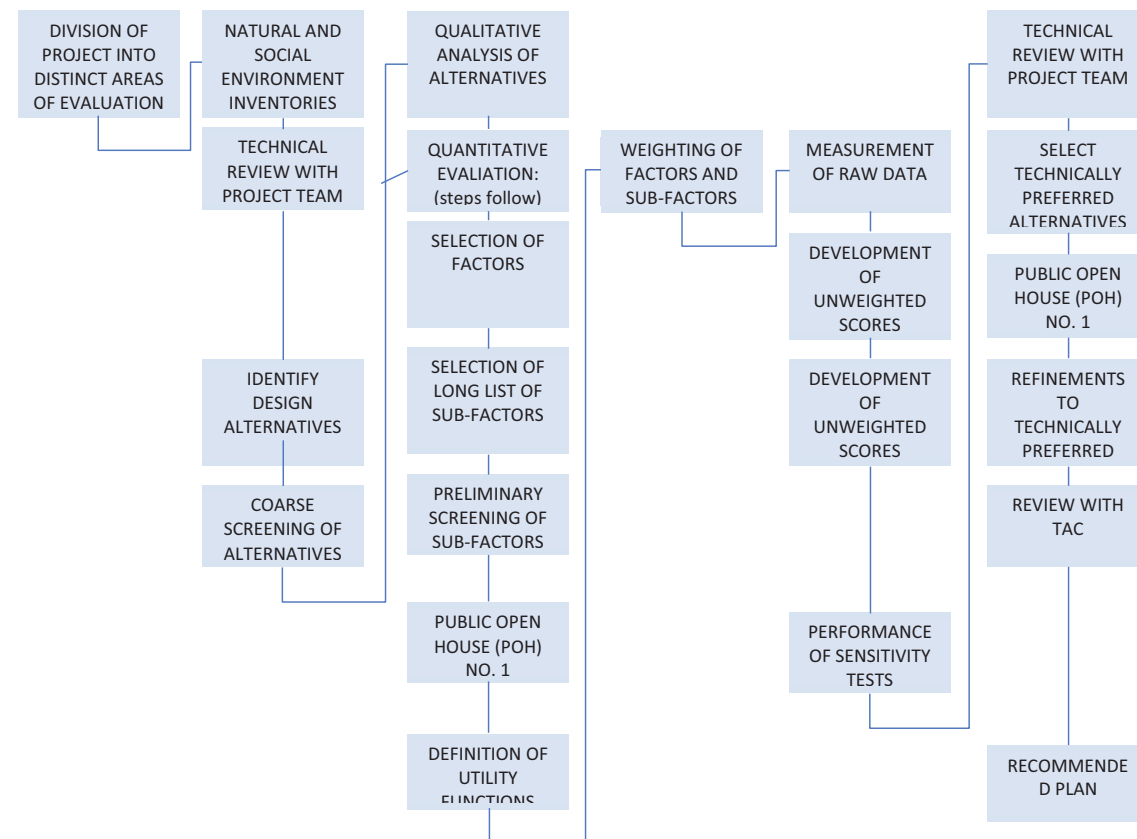 DIVISION OF
PROJECT INTO
DISTINCT AREAS
OF EVALUATION
NATURAL AND
SOCIAL
ENVIRONMENT
INVENTORIES
TECHNICAL
REVIEW WITH
PROJECT TEAM
IDENTIFY
DESIGN
ALTERNATIVES
COARSE
SCREENING OF
ALTERNATIVES
QUALITATIVE
ANALYSIS OF
ALTERNATIVES
QUANTITATIVE
EVALUATION:
(steps follow)
SELECTION OF
FACTORS
SELECTION OF
LONG LIST OF
SUB-FACTORS
PRELIMINARY
SCREENING OF
SUB-FACTORS
PUBLIC OPEN
HOUSE (POH)
NO. 1
DEFINITION OF
UTILITY
FUNCTIONS
WEIGHTING OF
FACTORS AND
SUB-FACTORS
MEASUREMENT
OF RAW DATA
DEVELOPMENT
OF
UNWEIGHTED
SCORES
DEVELOPMENT
OF
UNWEIGHTED
SCORES
PERFORMANCE
OF SENSITIVITY
TESTS
TECHNICAL
REVIEW WITH
PROJECT TEAM
SELECT
TECHNICALLY
PREFERRED
ALTERNATIVES
PUBLIC OPEN
HOUSE (POH)
NO. 1
REFINEMENTS
TO
TECHNICALLY
PREFERRED
REVIEW WITH
TAC
RECOMMENDE
D PLAN